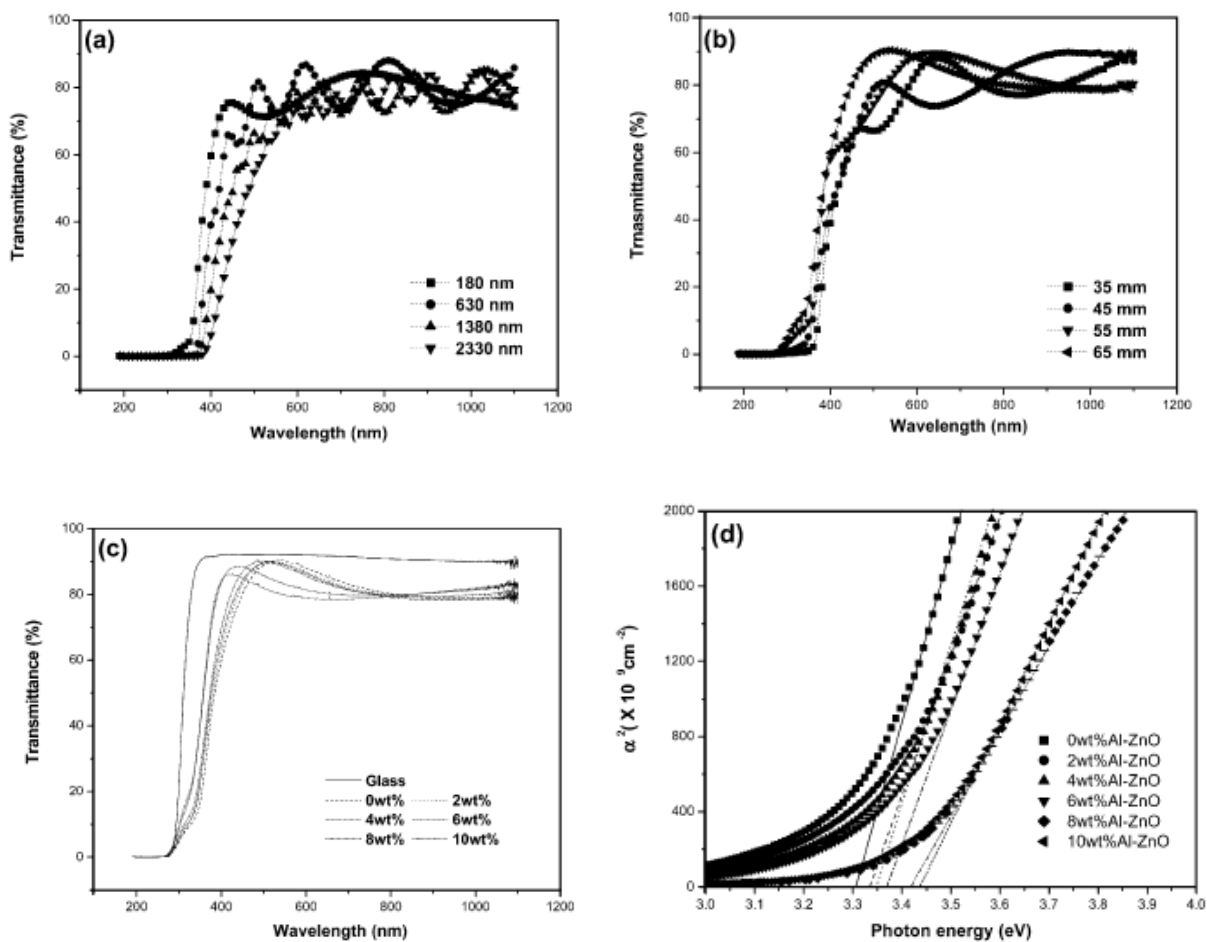 (a)
100
80
60
40
20
0
Transmittance (%)
180 nm
630 nm
1380 nm
2330 nm
200 400 600 800 1000 1200
Wavelength (nm)
(b)
100
80
60
40
20
0
Trnasmittance (%)
35 mm
45 mm
55 mm
65 mm
200 400 600 800 1000 1200
Wavelength (nm)
(c)
100
80
60
40
20
0
Transmittance (%)
Glass
0wt% 2wt%
4wt% 6wt%
8wt% 10wt%
200 400 600 800 1000 1200
Wavelength (nm)
(d)
2000
1600
1200
800
400
0
α²( X 10⁹cm⁻²)
0wt%Al-ZnO
2wt%Al-ZnO
4wt%Al-ZnO
6wt%Al-ZnO
8wt%Al-ZnO
10wt%Al-ZnO
3.0 3.1 3.2 3.3 3.4 3.5 3.6 3.7 3.8 3.9 4.0
Photon energy (eV)